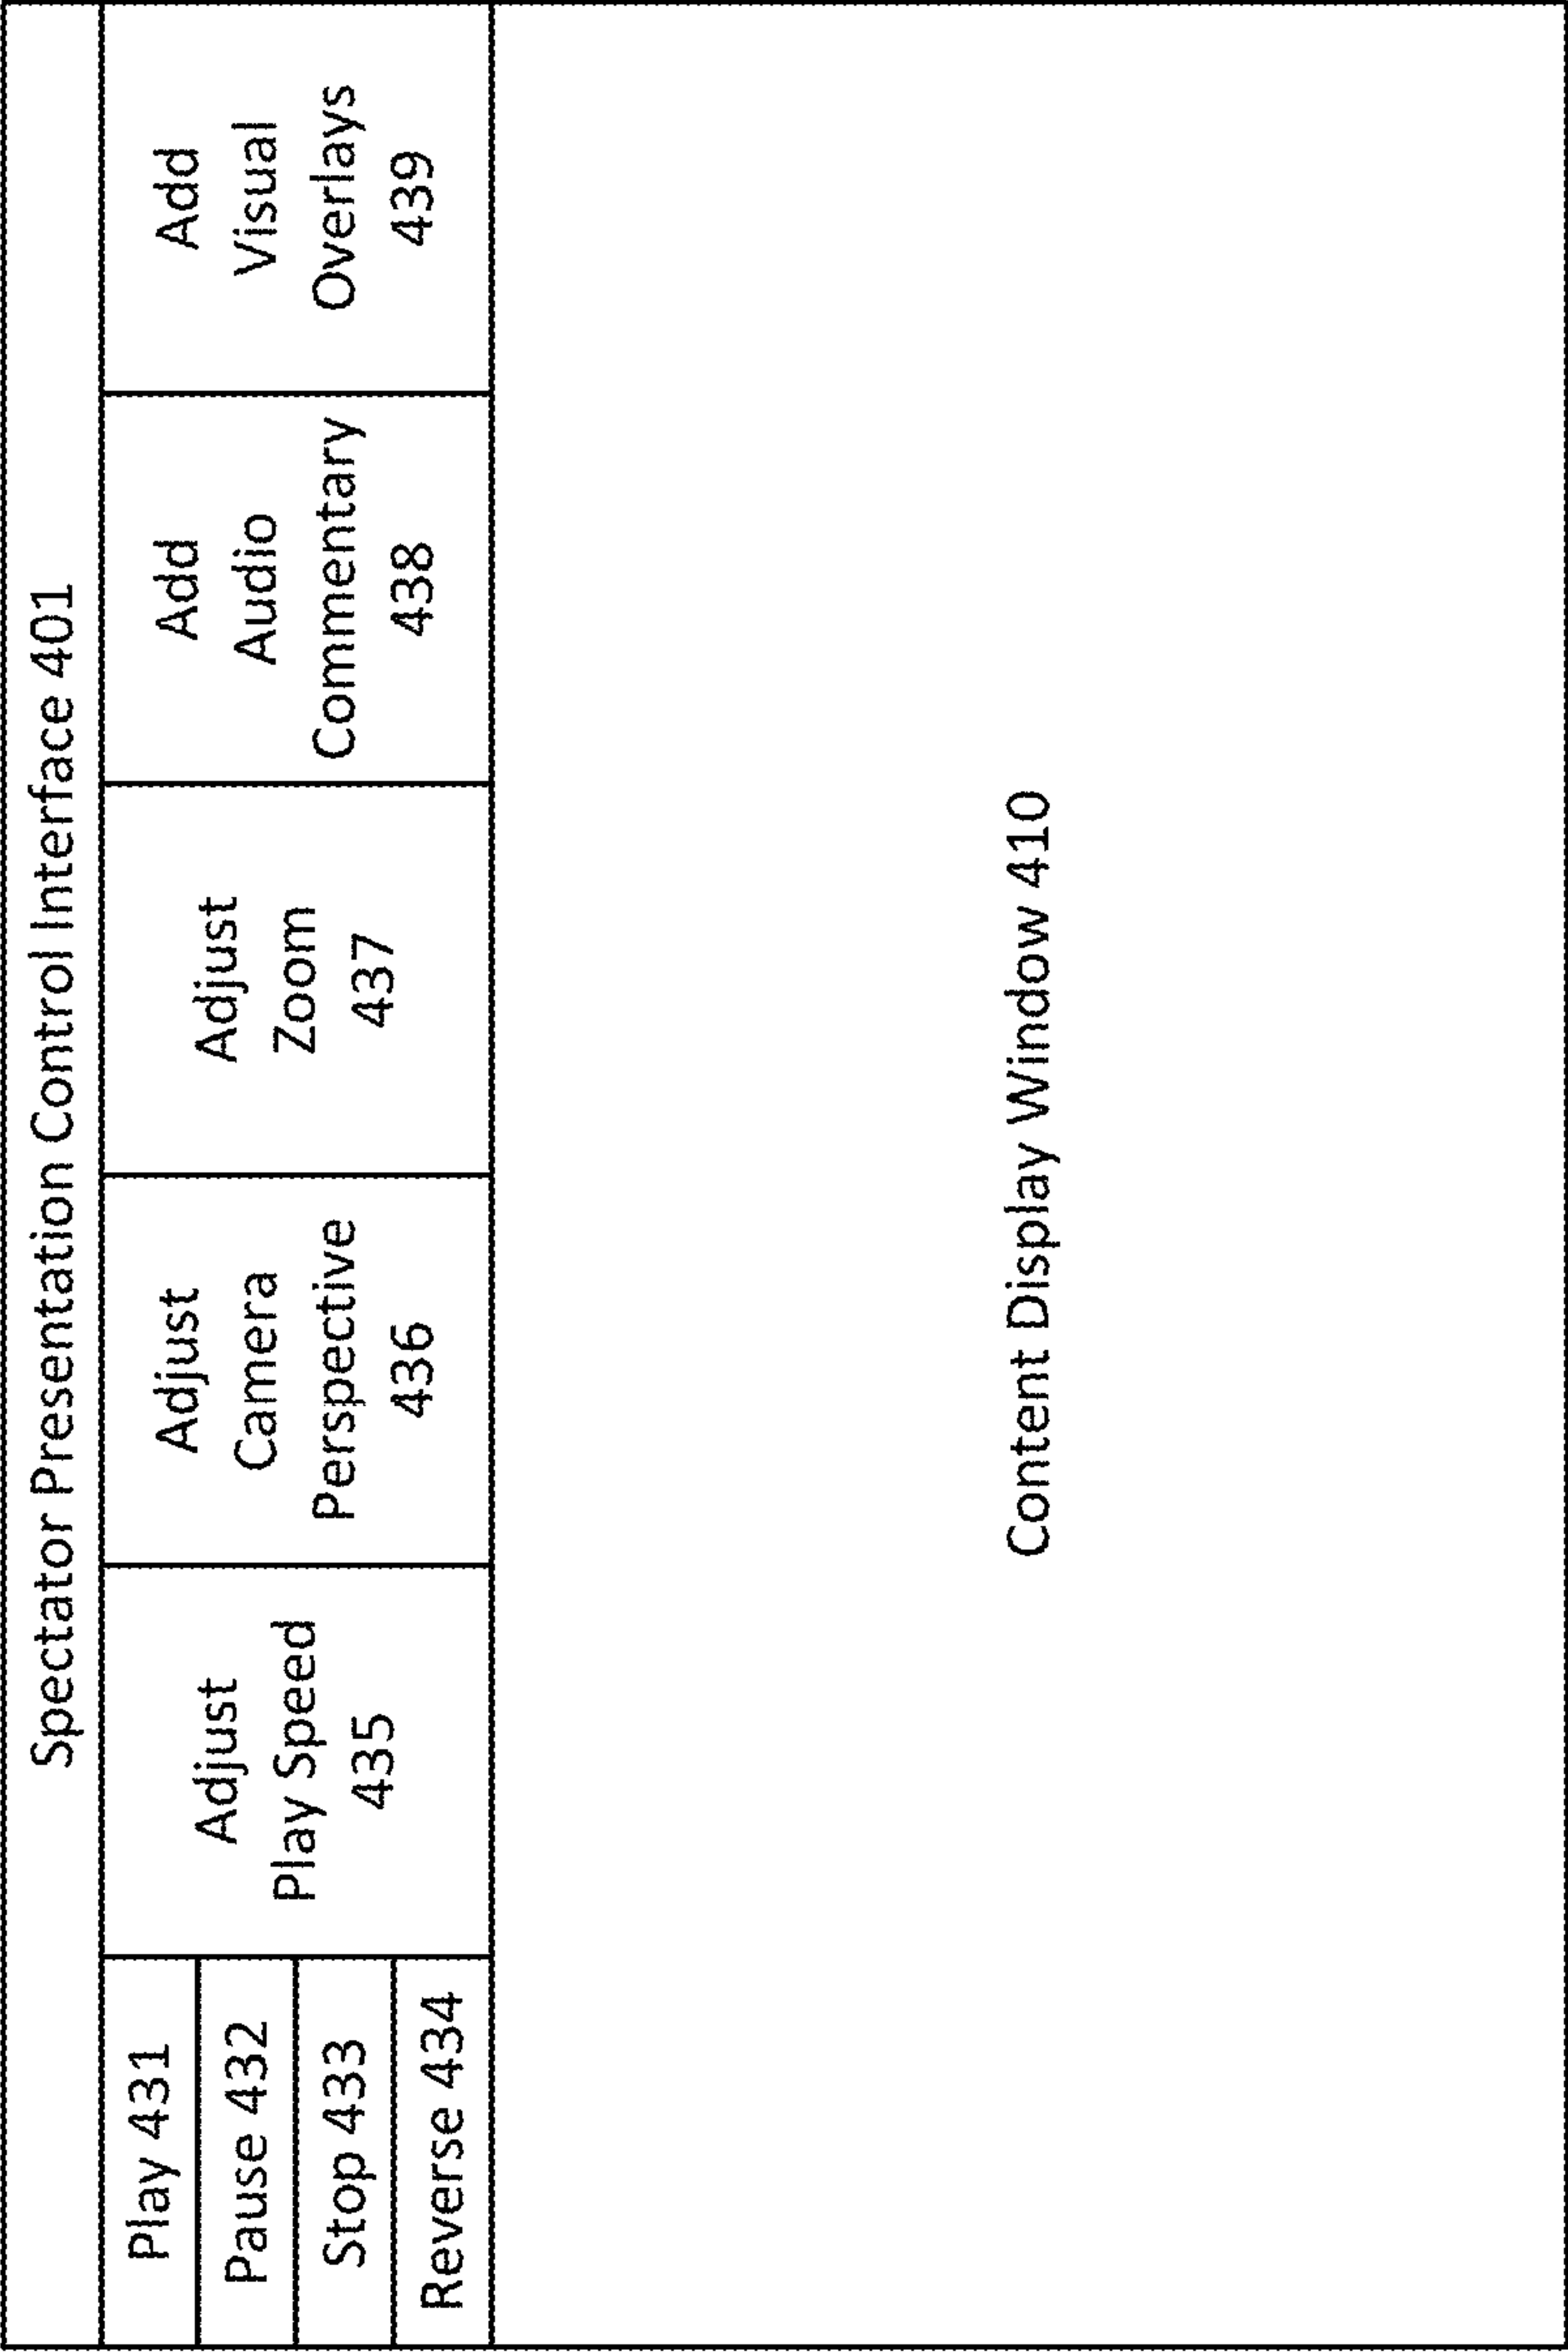 Spectator Presentation Control Interface 401
Play 431
Pause 432
Stop 433
Reverse 434
Adjust
Play Speed
435
Adjust
Camera
Perspective
436
Adjust
Zoom
437
Add
Audio
Commentary
438
Add
Visual
Overlays
439
Content Display Window 410